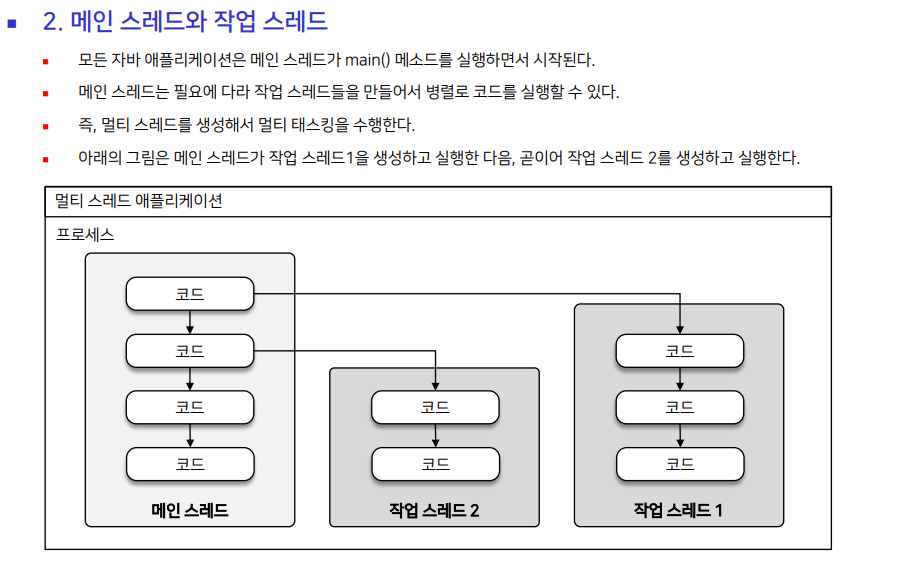 2. 메인 스레드와 작업 스레드
모든 자바 애플리케이션은 메인 스레드가 main() 메소드를 실행하면서 시작된다.
메인 스레드는 필요에 다라 작업 스레드들을 만들어서 병렬로 코드를 실행할 수 있다.
즉, 멀티 스레드를 생성해서 멀티 태스킹을 수행한다.
아래의 그림은 메인 스레드가 작업 스레드1을 생성하고 실행한 다음, 곧이어 작업 스레드 2를 생성하고 실행한다.
멀티 스레드 애플리케이션
프로세스
코드
코드
코드
코드
메인 스레드
코드
코드
작업 스레드 2
코드
코드
코드
작업 스레드 1